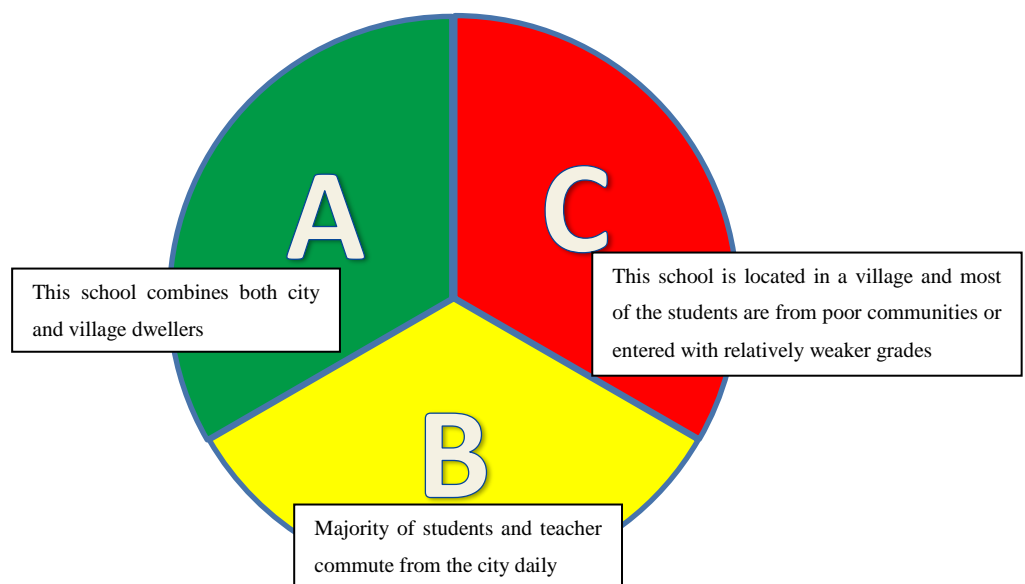 A
C
This school combines both city
and village dwellers
This school is located in a village and most
of the students are from poor communities or
entered with relatively weaker grades
B
Majority of students and teacher
commute from the city daily